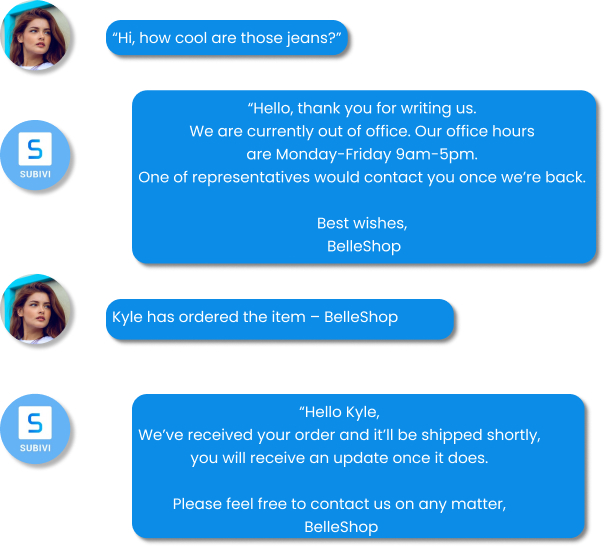 “Hi, how cool are those jeans?”
“Hello, thank you for writing us.
We are currently out of office. Our office hours
are Monday-Friday 9am-5pm.
One of representatives would contact you once we’re back.
Best wishes,
BelleShop
S
SUBIVI
Kyle has ordered the item – BelleShop
“Hello Kyle,
We’ve received your order and it’ll be shipped shortly,
you will receive an update once it does.
Please feel free to contact us on any matter,
BelleShop
S
SUBIVI